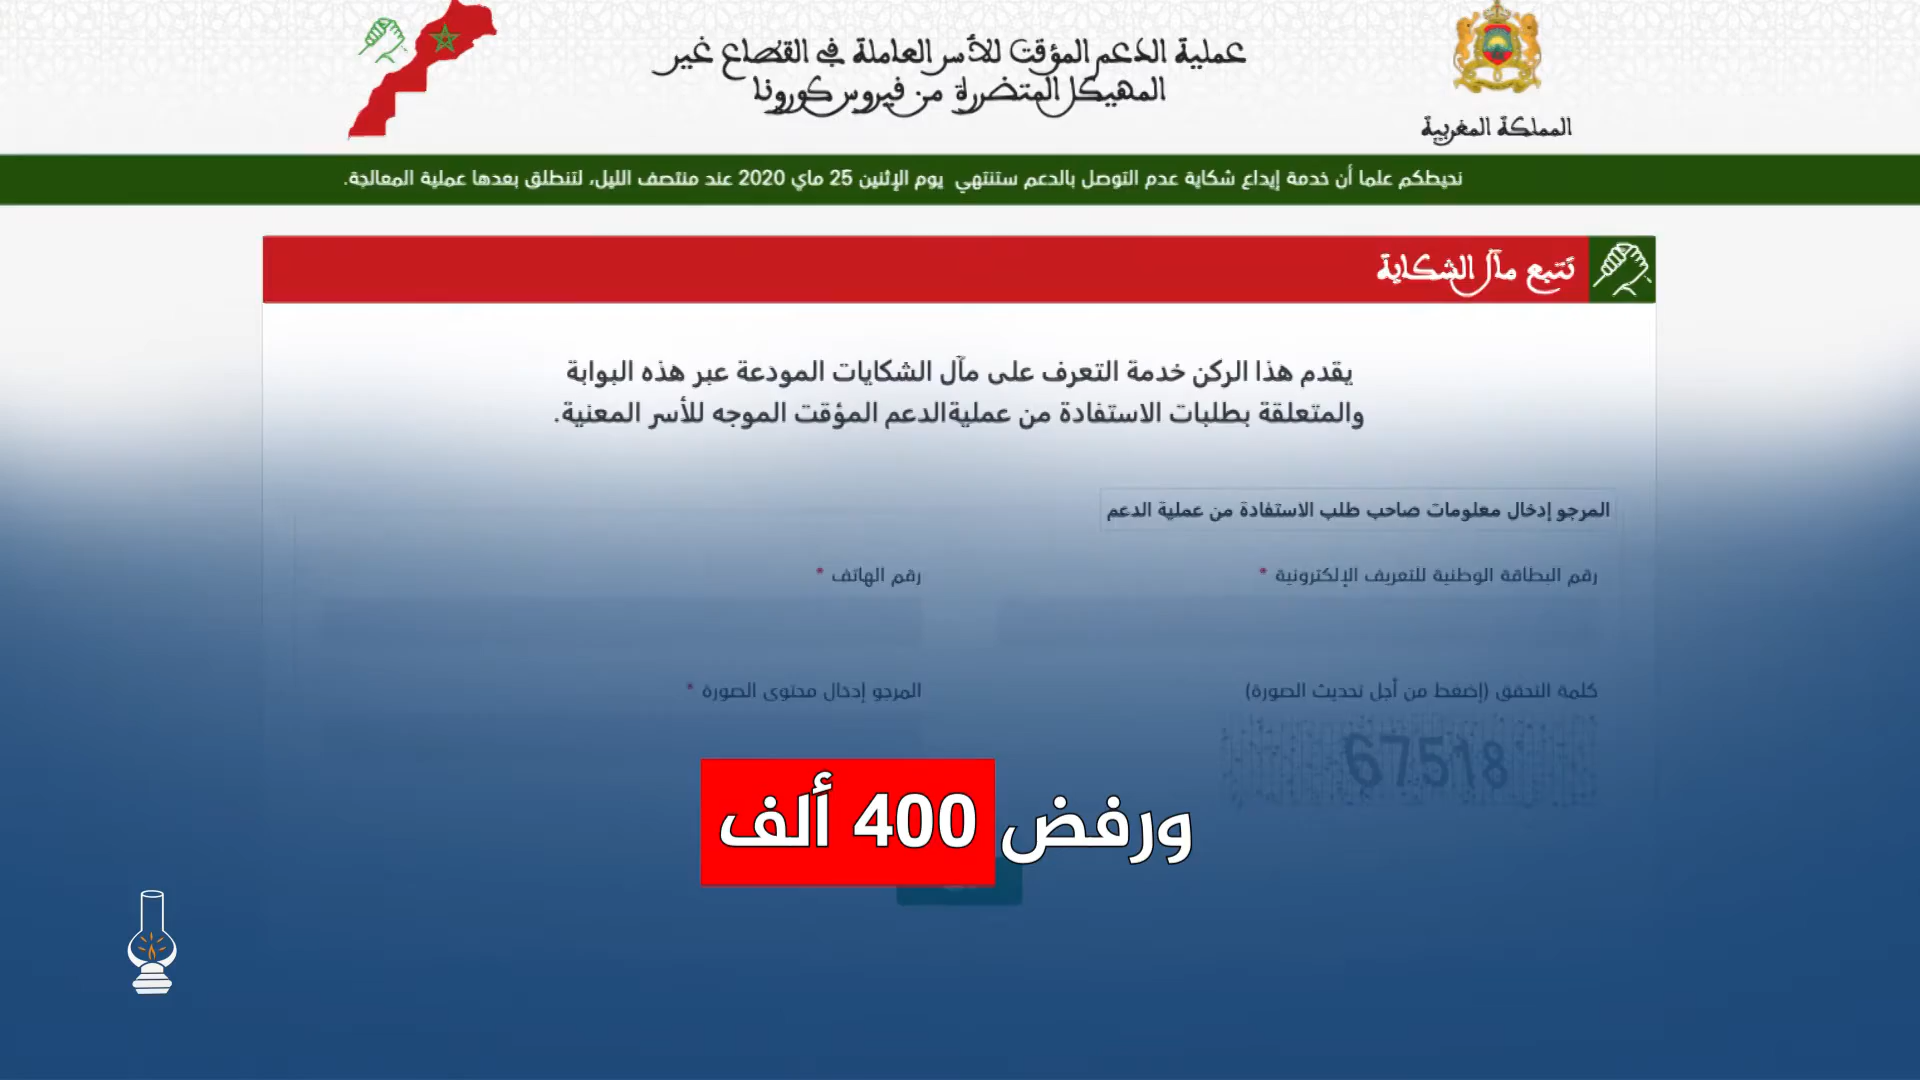 عملية الدعم المؤقت للأسر العاملة في القطاع غير
المهيكل المتضررة من فيروس كورونا
المملكة المغربية
نحيطكم علما أن خدمة إيداع شكاية عدم التوصل بالدعم ستنتهي يوم الإثنين 25 ماي 2020 عند منتصف الليل، لتنطلق بعدها عملية المعالجة.
تتبع مآل الشكاية
يقدم هذا الركن خدمة التعرف على مآل الشكايات المودعة عبر هذه البوابة
والمتعلقة بطلبات الاستفادة من عمليةالدعم المؤقت الموجه للأسر المعنية.
المرجو إدخال معلومات صاحب طلب الاستفادة من عملية الدعم
رقم البطاقة الوطنية للتعريف الإلكترونية *
رقم الهاتف *
كلمة التحقق (إضغط من أجل تحديث الصورة)
المرجو إدخال محتوى الصورة *
67518
ورفض 400 ألف